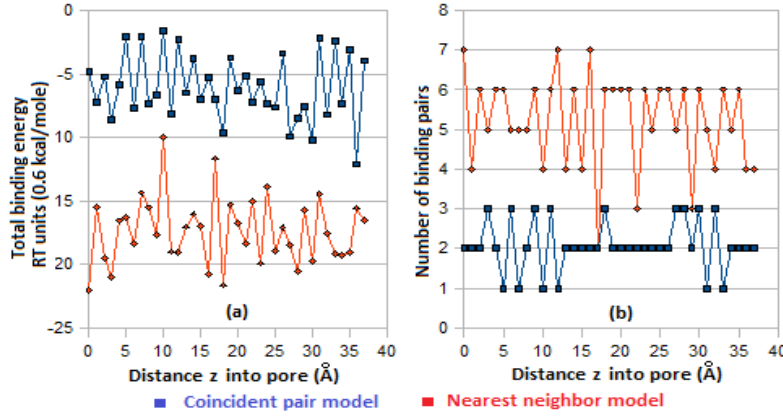 Total binding energy
RT units (0.6 kcal/mole)
0
-5
10
15
20
-25
(a)
0 5 10 15 20 25 30 35 40
Distance z into pore (Å)
Number of binding pairs
8
7
6
5
4
3
2
1
0
(b)
0 5 10 15 20 25 30 35 40
Distance z into pore (Å)
Coincident pair model
Nearest neighbor model